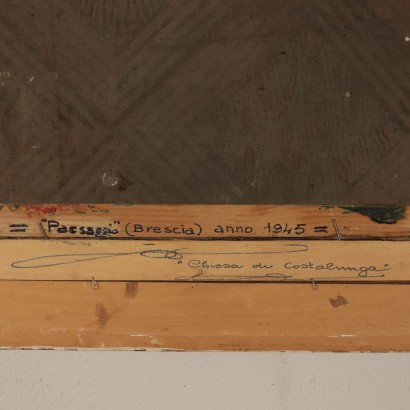 = "Paesaggio" (Brescia) anno 1945 =
"Chiesa di Costalunga"